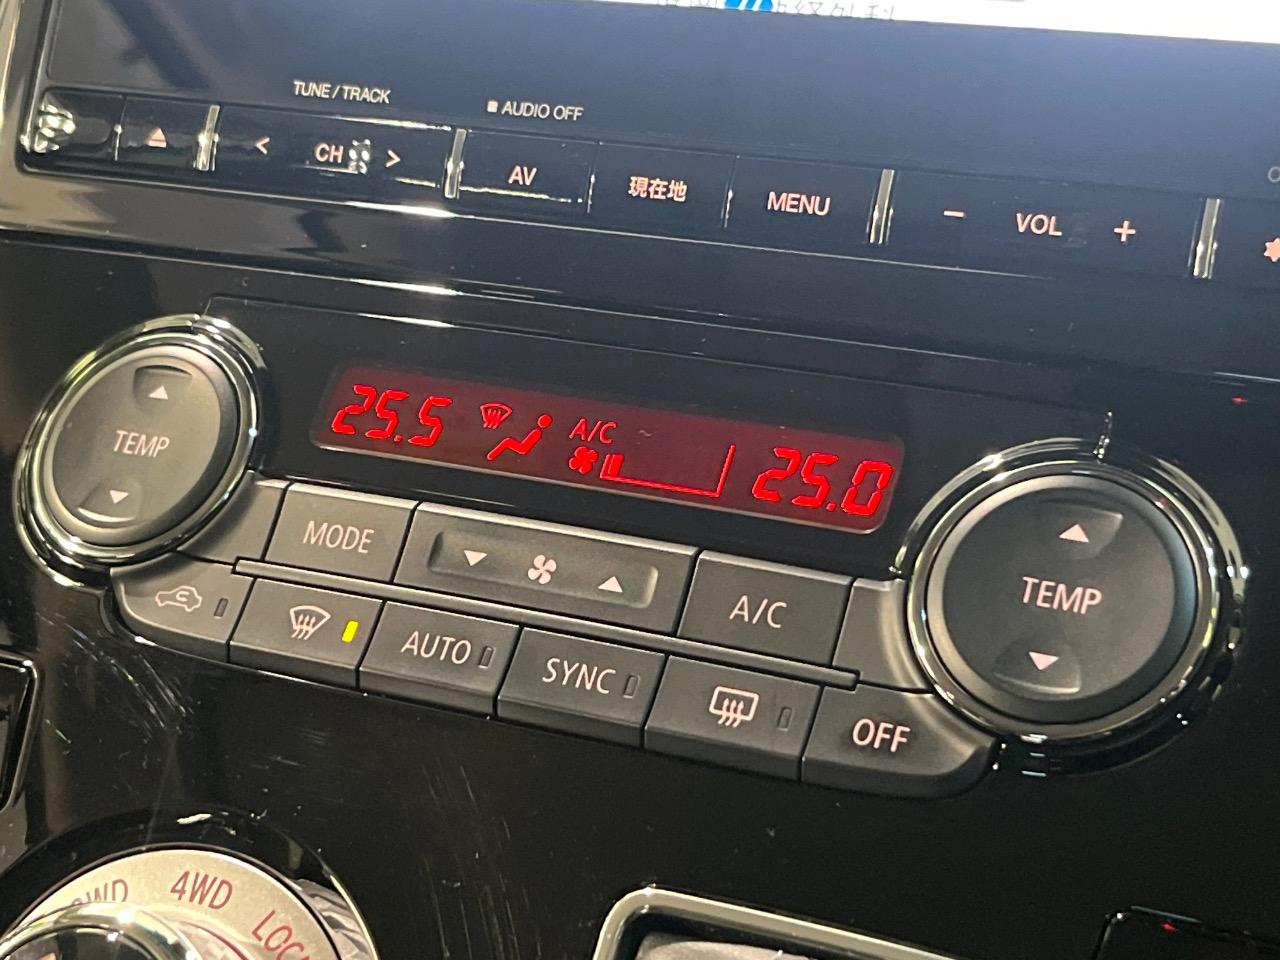 TUNE / TRACK
AUDIO OFF
< CH >
AV
現在地
MENU
− VOL +
25.5
A/C
25.0
TEMP
MODE
A/C
TEMP
AUTO
SYNC
OFF
4WD